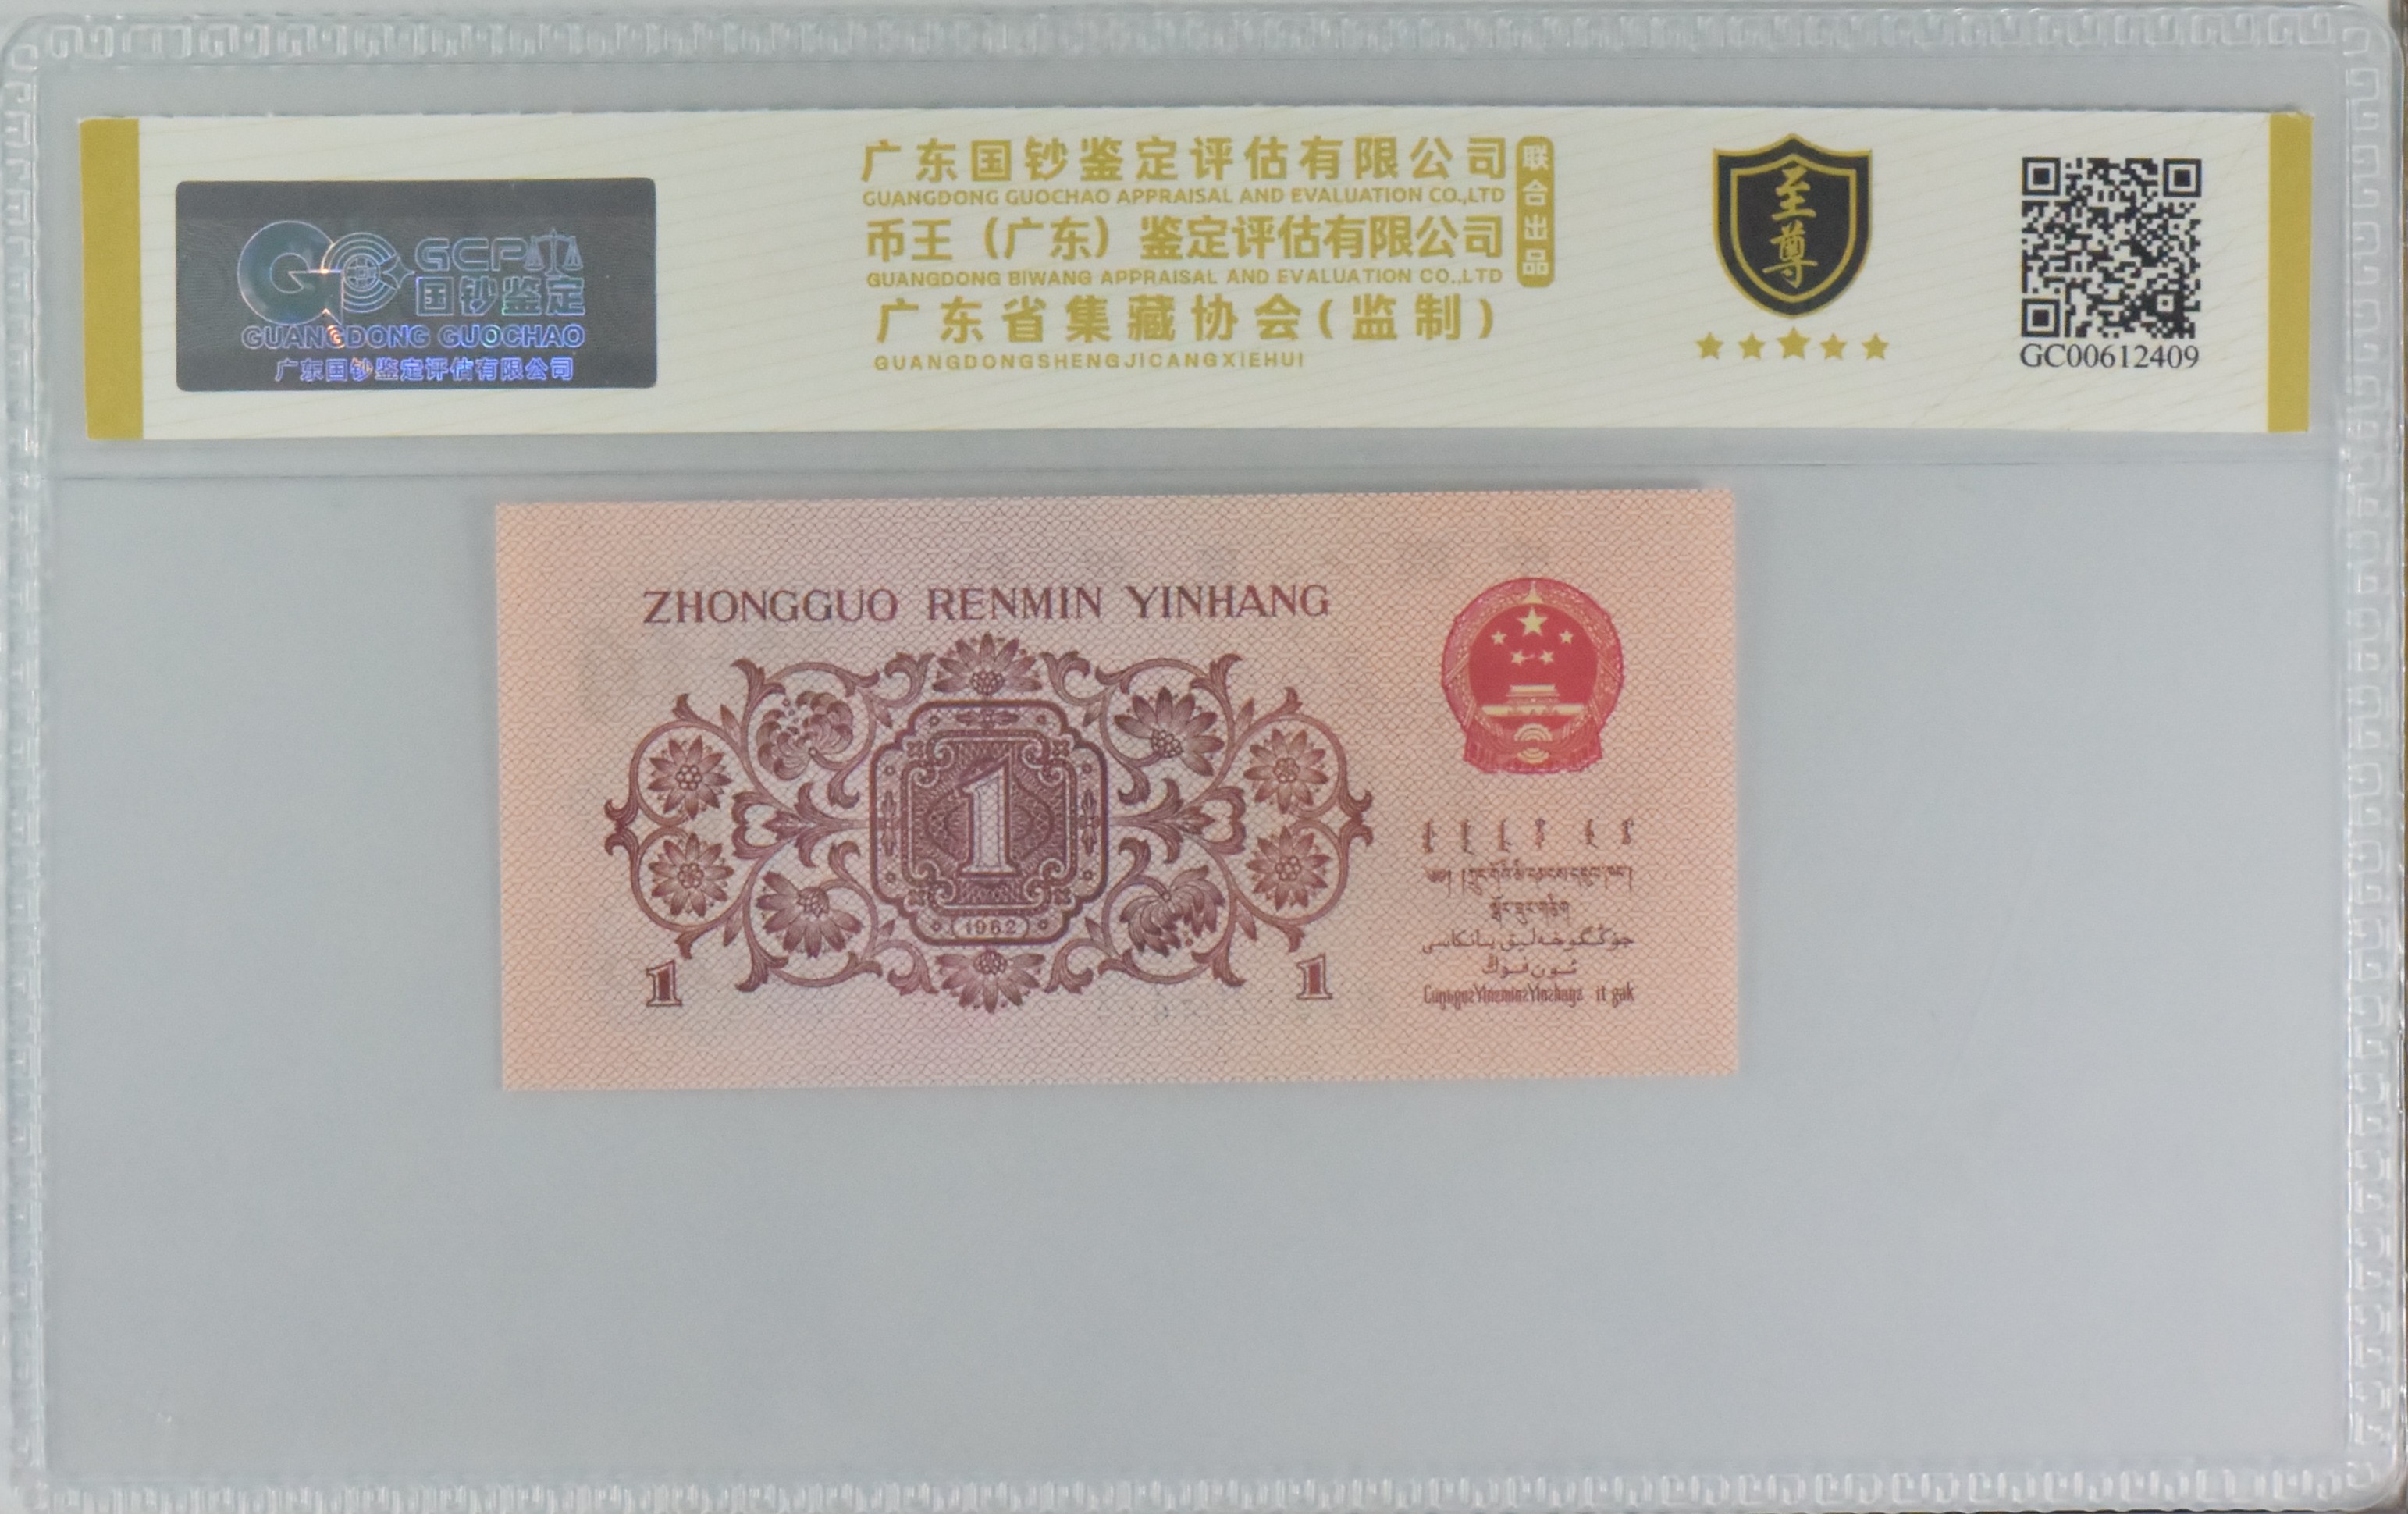 广东国钞鉴定评估有限公司
GUANGDONG GUOCHAO APPRAISAL AND EVALUATION CO.,LTD
币王（广东）鉴定评估有限公司
GUANGDONG BIWANG APPRAISAL AND EVALUATION CO.,LTD
广东省集藏协会(监制)
GUANGDONGSHENGJICANGXIEHUI
联合出品
GCP
国钞鉴定
GUANGDONG GUOCHAO
广东国钞鉴定评估有限公司
至尊
GC00612409
ZHONGGUO RENMIN YINHANG
1
(1962)
1
1
جۇڭگوخەلىق بانكاسى
it gək